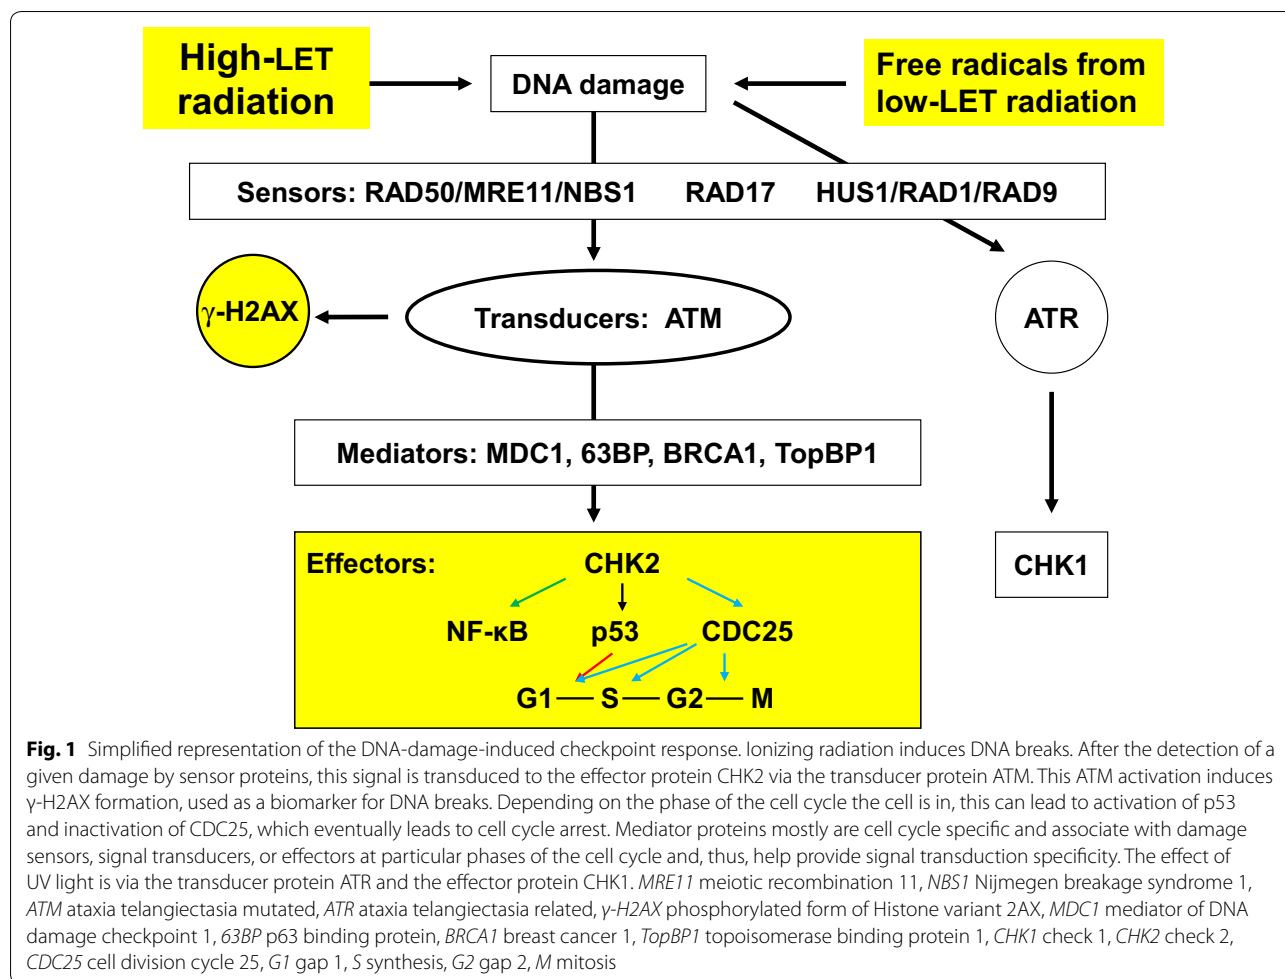 High-LET
radiation
DNA damage
Free radicals from
low-LET radiation
Sensors: RAD50/MRE11/NBS1 RAD17 HUS1/RAD1/RAD9
γ-H2AX
Transducers: ATM
ATR
Mediators: MDC1, 63BP, BRCA1, TopBP1
Effectors: CHK2
CHK1
NF-κB p53 CDC25
G1 S G2 M
Fig. 1 Simplified representation of the DNA-damage-induced checkpoint response. Ionizing radiation induces DNA breaks. After the detection of a
given damage by sensor proteins, this signal is transduced to the effector protein CHK2 via the transducer protein ATM. This ATM activation induces
γ-H2AX formation, used as a biomarker for DNA breaks. Depending on the phase of the cell cycle the cell is in, this can lead to activation of p53
and inactivation of CDC25, which eventually leads to cell cycle arrest. Mediator proteins mostly are cell cycle specific and associate with damage
sensors, signal transducers, or effectors at particular phases of the cell cycle and, thus, help provide signal transduction specificity. The effect of
UV light is via the transducer protein ATR and the effector protein CHK1. MRE11 meiotic recombination 11, NBS1 Nijmegen breakage syndrome 1,
ATM ataxia telangiectasia mutated, ATR ataxia telangiectasia related, γ-H2AX phosphorylated form of Histone variant 2AX, MDC1 mediator of DNA
damage checkpoint 1, 63BP p63 binding protein, BRCA1 breast cancer 1, TopBP1 topoisomerase binding protein 1, CHK1 check 1, CHK2 check 2,
CDC25 cell division cycle 25, G1 gap 1, S synthesis, G2 gap 2, M mitosis